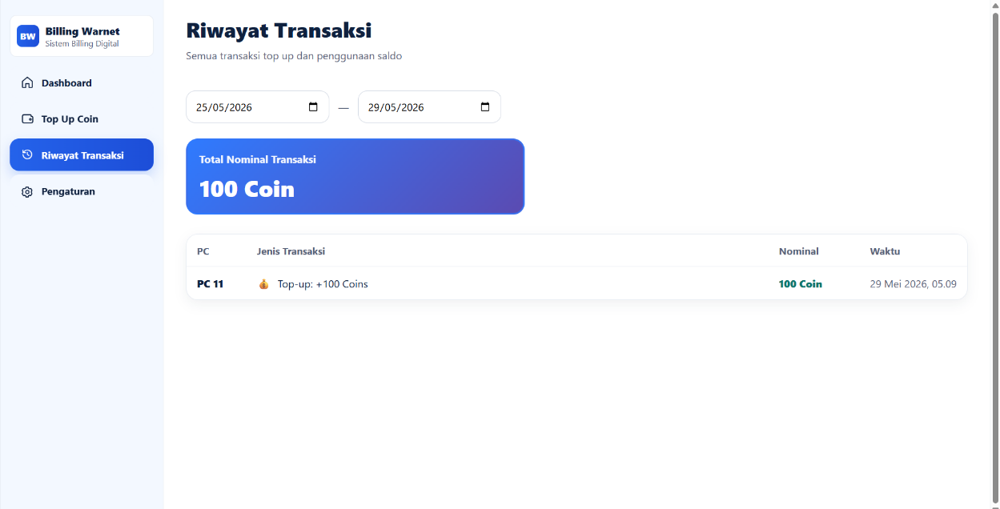 BW
Billing Warnet
Sistem Billing Digital
Dashboard
Top Up Coin
Riwayat Transaksi
Pengaturan
Riwayat Transaksi
Semua transaksi top up dan penggunaan saldo
25/05/2026 — 29/05/2026
Total Nominal Transaksi
100 Coin
PC Jenis Transaksi Nominal Waktu
PC 11 💰 Top-up: +100 Coins 100 Coin 29 Mei 2026, 05.09